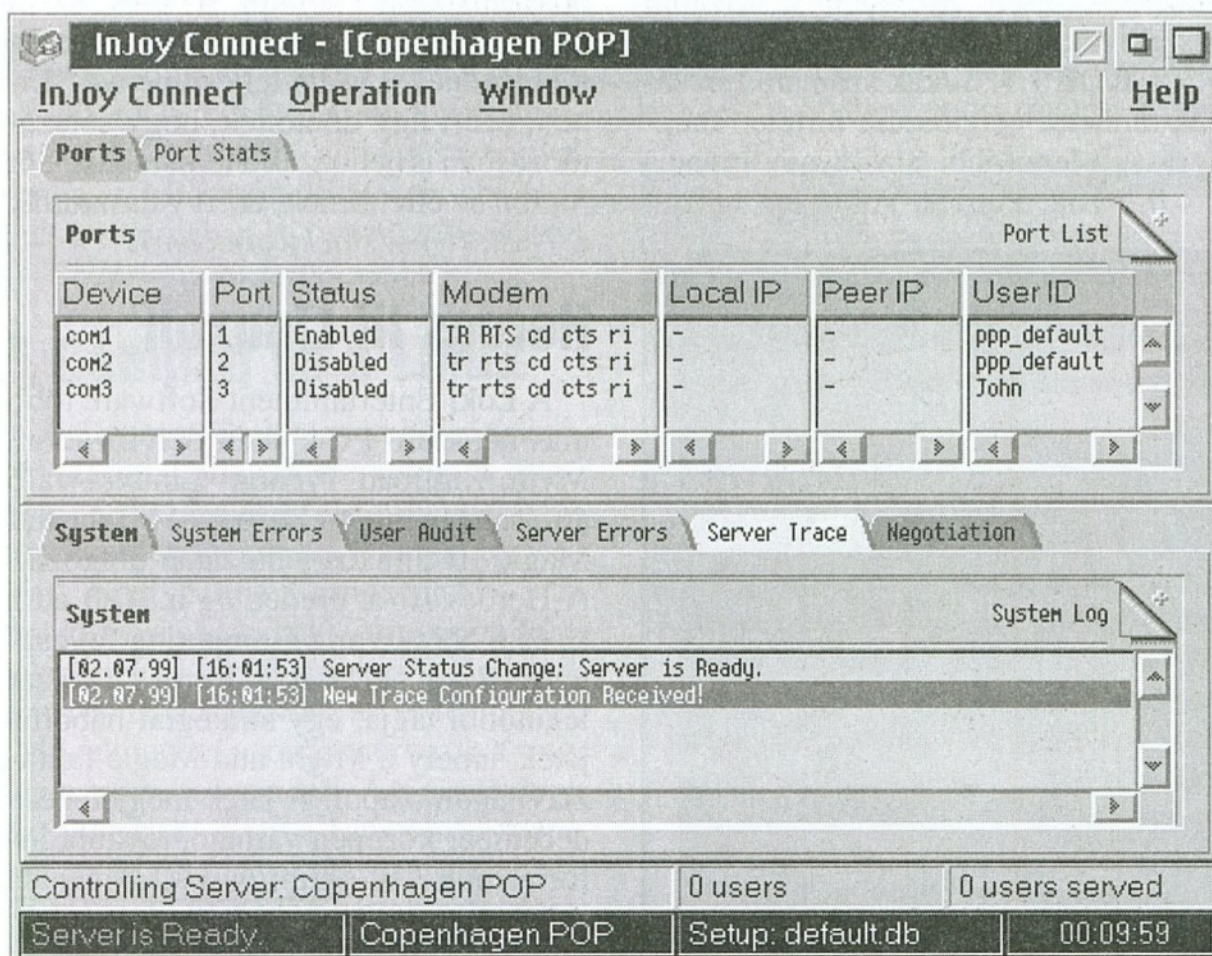 InJoy Connect - [Copenhagen POP]
InJoy Connect Operation Window Help
Ports Port Stats
Ports Port List
Device Port Status Modem Local IP Peer IP User ID
com1 1 Enabled TR RTS cd cts ri - - ppp_default
com2 2 Disabled tr rts cd cts ri - - ppp_default
com3 3 Disabled tr rts cd cts ri - - John
System System Errors User Audit Server Errors Server Trace Negotiation
System System Log
[02.07.99] [16:01:53] Server Status Change: Server is Ready.
[02.07.99] [16:01:53] New Trace Configuration Received!
Controlling Server: Copenhagen POP 0 users 0 users served
Server is Ready. Copenhagen POP Setup: default.db 00:09:59